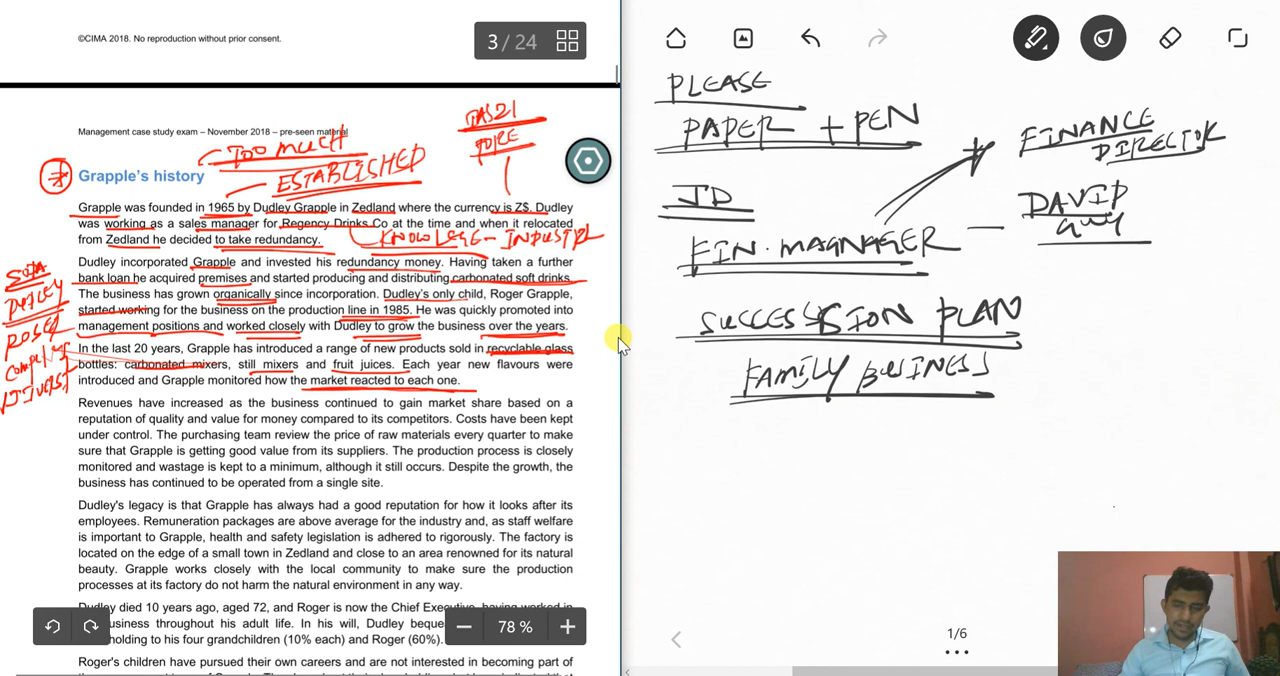 ©CIMA 2018. No reproduction without prior consent.
3 / 24
Management case study exam – November 2018 – pre-seen material
TOO MUCH
ESTABLISHED
Grapple's history
Grapple was founded in 1965 by Dudley Grapple in Zedland where the currency is Z$. Dudley
was working as a sales manager for Regency Drinks Co at the time and when it relocated
from Zedland he decided to take redundancy.
KNOWLEGE - INDUSTRY
Dudley incorporated Grapple and invested his redundancy money. Having taken a further
bank loan he acquired premises and started producing and distributing carbonated soft drinks.
The business has grown organically since incorporation. Dudley's only child, Roger Grapple,
started working for the business on the production line in 1985. He was quickly promoted into
management positions and worked closely with Dudley to grow the business over the years.
In the last 20 years, Grapple has introduced a range of new products sold in recyclable glass
bottles: carbonated mixers, still mixers and fruit juices. Each year new flavours were
introduced and Grapple monitored how the market reacted to each one.
Revenues have increased as the business continued to gain market share based on a
reputation of quality and value for money compared to its competitors. Costs have been kept
under control. The purchasing team review the price of raw materials every quarter to make
sure that Grapple is getting good value from its suppliers. The production process is closely
monitored and wastage is kept to a minimum, although it still occurs. Despite the growth, the
business has continued to be operated from a single site.
Dudley's legacy is that Grapple has always had a good reputation for how it looks after its
employees. Remuneration packages are above average for the industry and, as staff welfare
is important to Grapple, health and safety legislation is adhered to rigorously. The factory is
located on the edge of a small town in Zedland and close to an area renowned for its natural
beauty. Grapple works closely with the local community to make sure the production
processes at its factory do not harm the natural environment in any way.
Dudley died 10 years ago, aged 72, and Roger is now the Chief Executive, having worked in
usiness throughout his adult life. In his will, Dudley beque
holding to his four grandchildren (10% each) and Roger (60%).
Roger's children have pursued their own careers and are not interested in becoming part of
78 %
PLEASE
PAPER + PEN
JD
FIN. MAGNAGER
FINANCE
DIRECTOR
DAVID
GUY
SUCCESSION PLAN
FAMILY BUSINESS
1/6